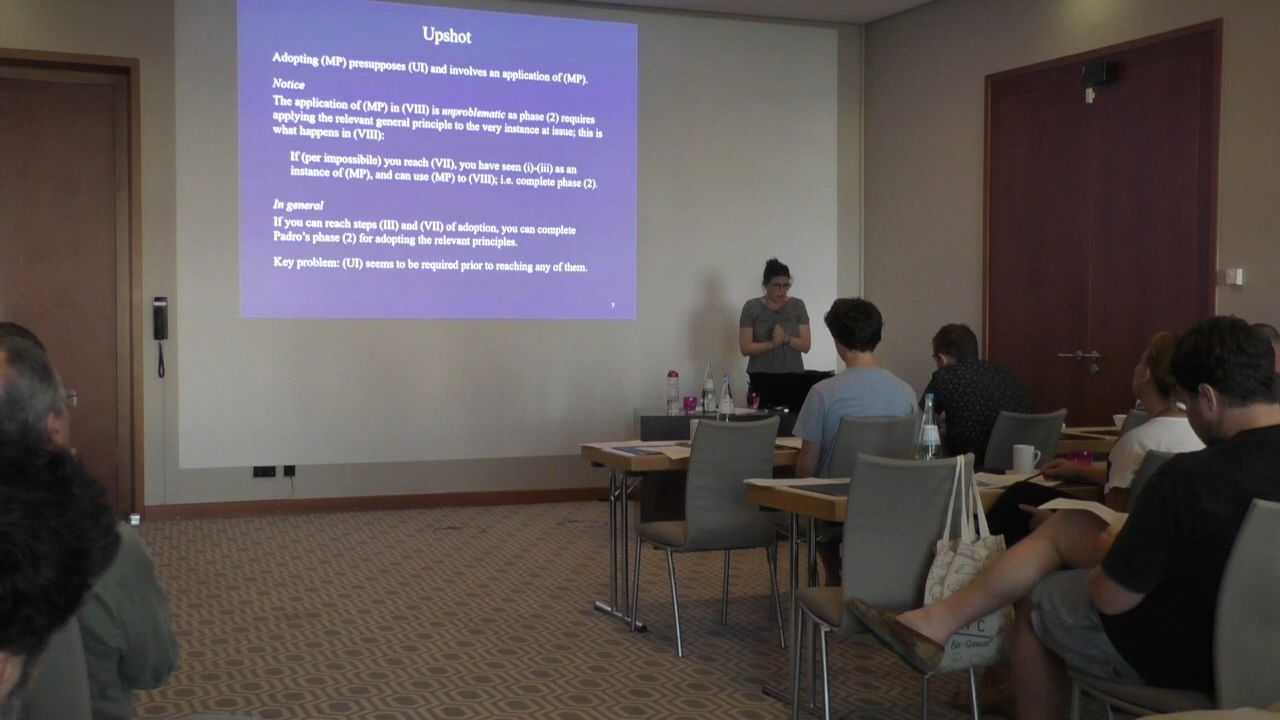 Upshot
Adopting (MP) presupposes (UI) and involves an application of (MP).
Notice
The application of (MP) in (VIII) is unproblematic as phase (2) requires
applying the relevant general principle to the very instance at issue; this is
what happens in (VIII):
If (per impossibile) you reach (VII), you have seen (i)-(iii) as an
instance of (MP), and can use (MP) to (VIII); i.e. complete phase (2).
In general
If you can reach steps (III) and (VII) of adoption, you can complete
Padro's phase (2) for adopting the relevant principles.
Key problem: (UI) seems to be required prior to reaching any of them.
7